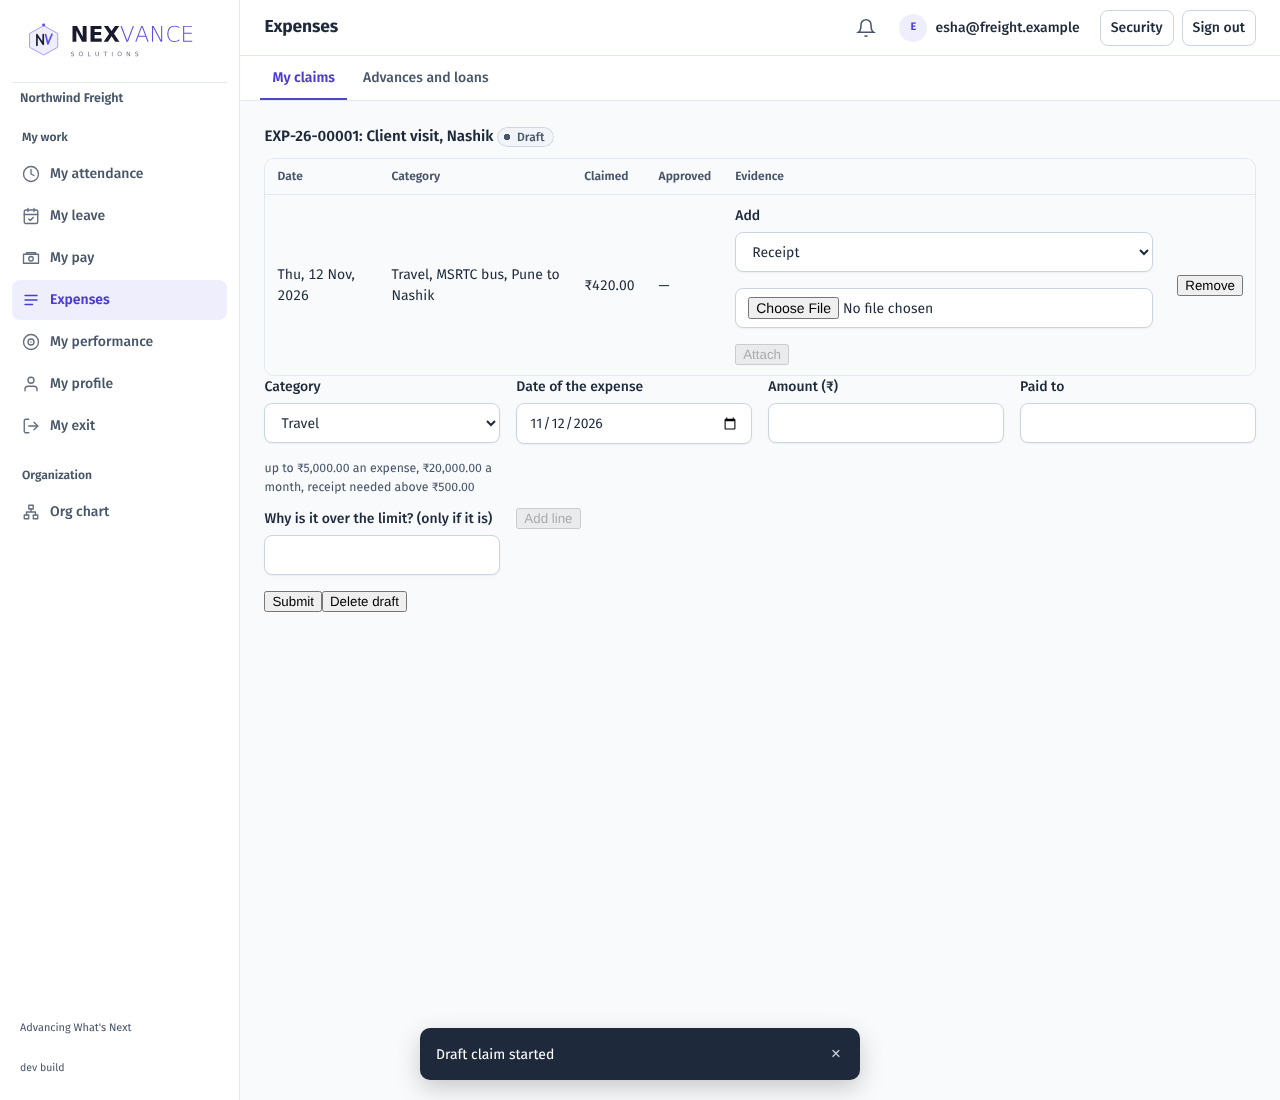 NEXVANCE
SOLUTIONS
Northwind Freight
My work
My attendance
My leave
My pay
Expenses
My performance
My profile
My exit
Organization
Org chart
Advancing What's Next
dev build
Expenses
E
esha@freight.example
Security
Sign out
My claims
Advances and loans
EXP-26-00001: Client visit, Nashik
Draft
Date
Category
Claimed
Approved
Evidence
Thu, 12 Nov,
2026
Travel, MSRTC bus, Pune to
Nashik
₹420.00
—
Add
Receipt
Choose File No file chosen
Attach
Remove
Category
Date of the expense
Amount (₹)
Paid to
Travel
11/12/2026
up to ₹5,000.00 an expense, ₹20,000.00 a
month, receipt needed above ₹500.00
Why is it over the limit? (only if it is)
Add line
Submit
Delete draft
Draft claim started
×